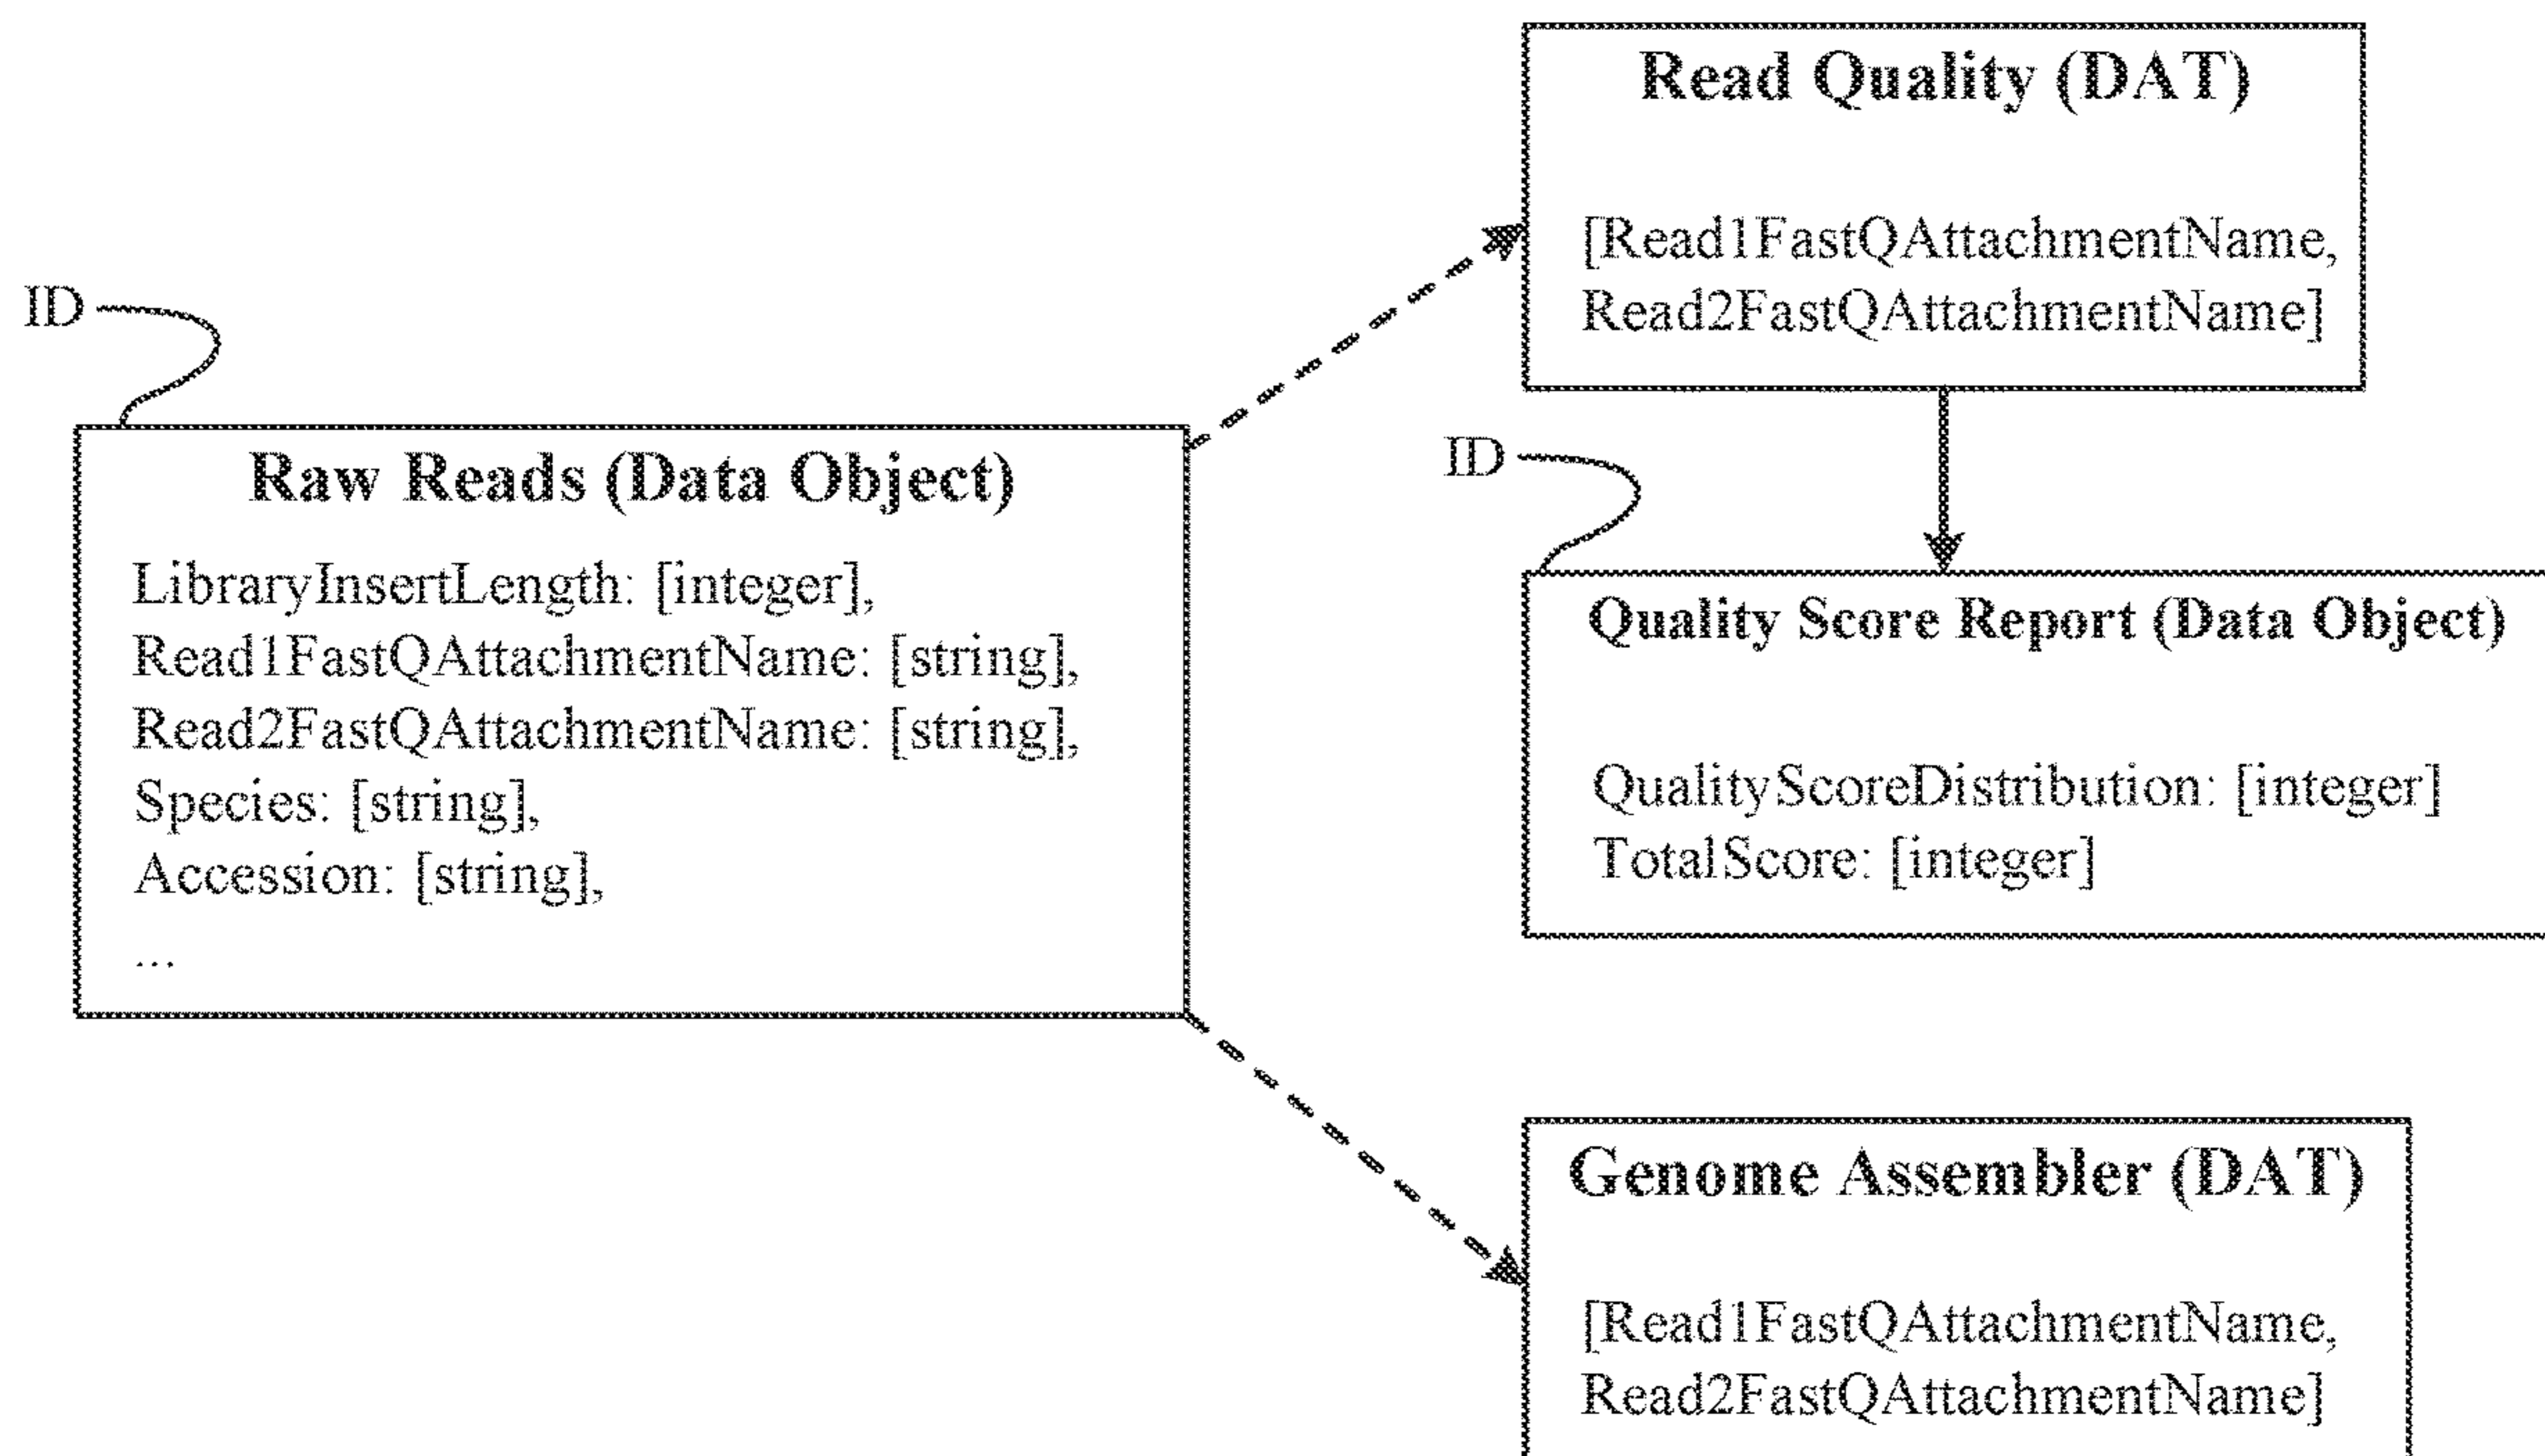 ID
Raw Reads (Data Object)
LibraryInsertLength: [integer],
Read1FastQAttachmentName: [string],
Read2FastQAttachmentName: [string],
Species: [string],
Accession: [string],
...
Read Quality (DAT)
[Read1FastQAttachmentName,
Read2FastQAttachmentName]
ID
Quality Score Report (Data Object)
QualityScoreDistribution: [integer]
TotalScore: [integer]
Genome Assembler (DAT)
[Read1FastQAttachmentName,
Read2FastQAttachmentName]